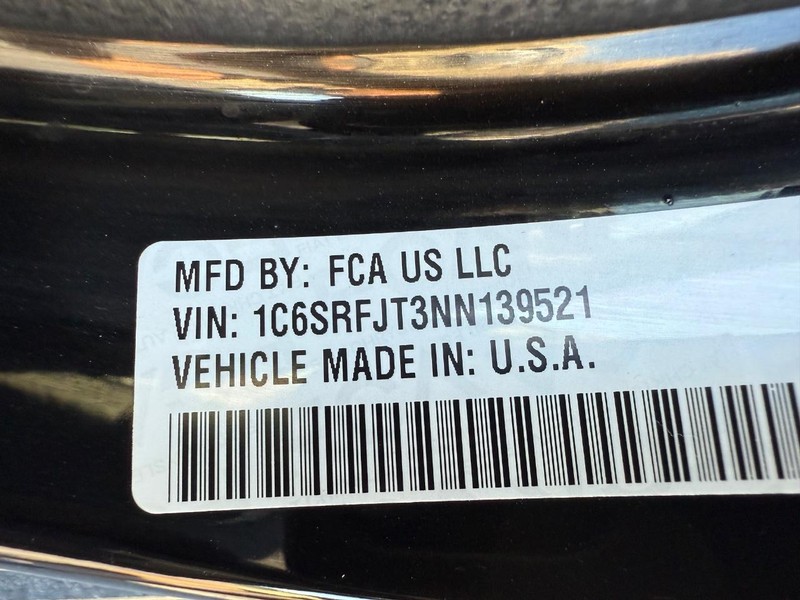 MFD BY: FCA US LLC
VIN: 1C6SRFJT3NN139521
VEHICLE MADE IN: U.S.A.